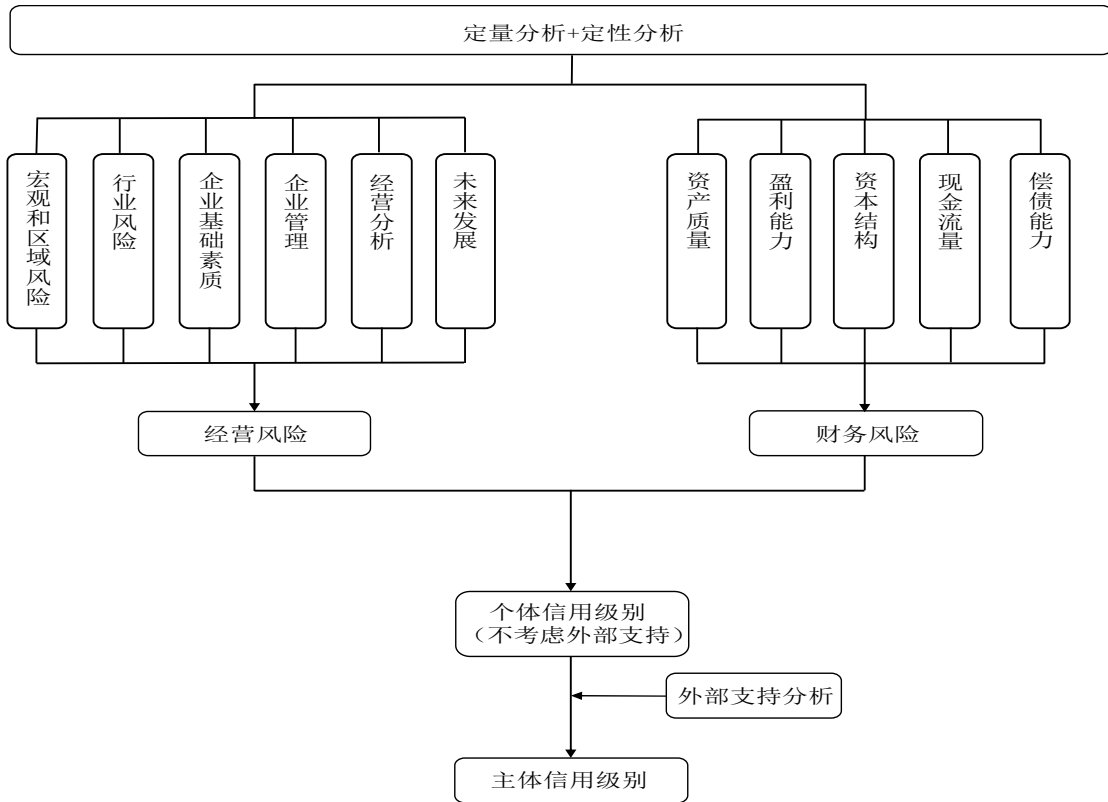 定量分析+定性分析
宏观和区域风险
行业风险
企业基础素质
企业管理
经营分析
未来发展
资产质量
盈利能力
资本结构
现金流量
偿债能力
经营风险
财务风险
个体信用级别
（不考虑外部支持）
外部支持分析
主体信用级别